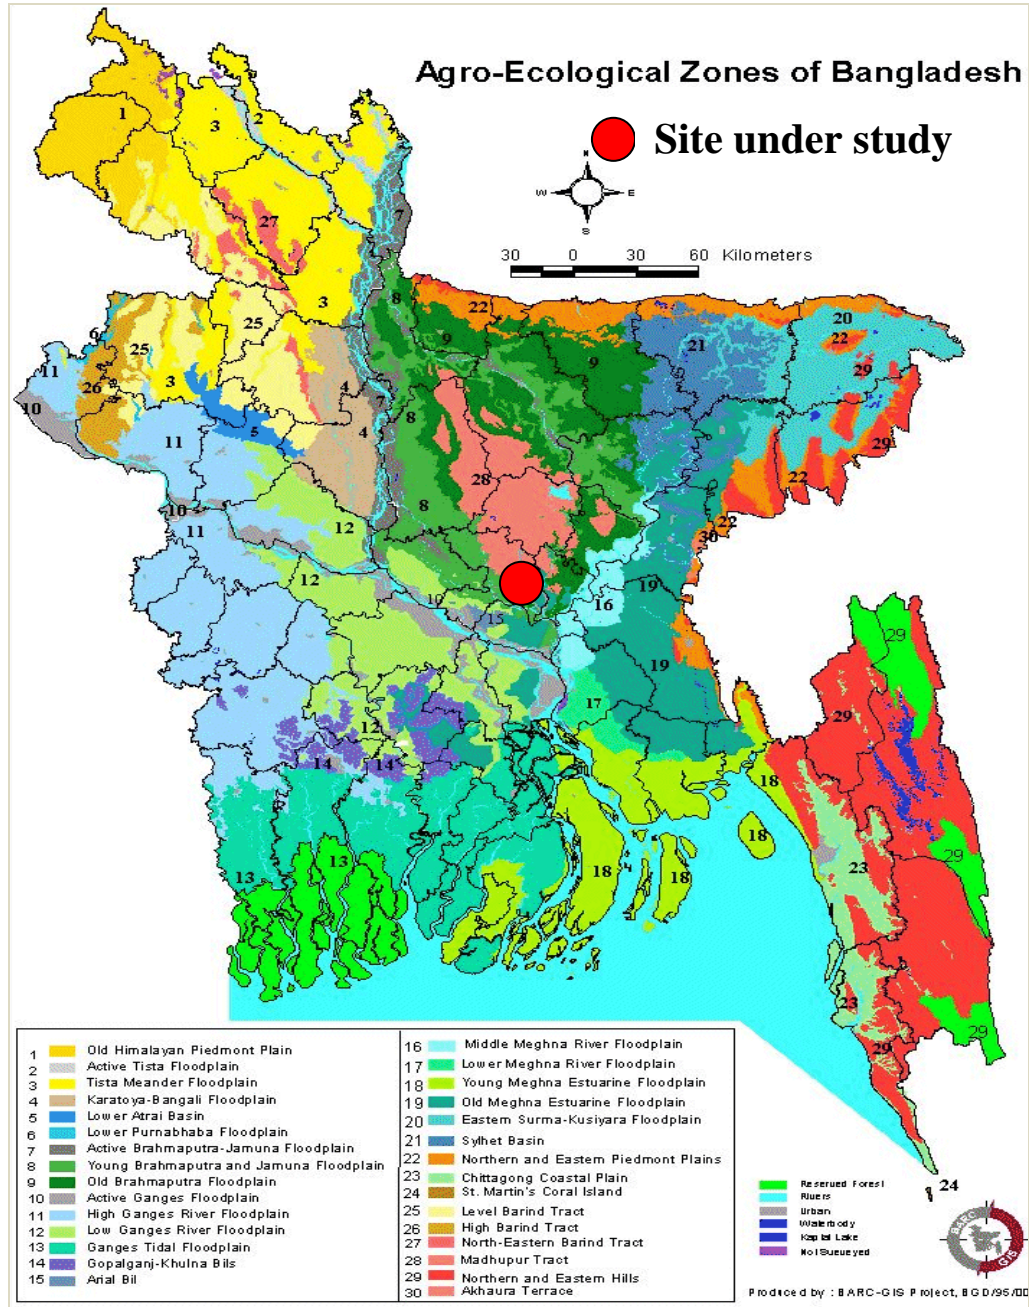 Agro-Ecological Zones of Bangladesh
Site under study
N
W E
S
30 0 30 60 Kilometers
1
3
2
7
27
3
8
22
20
22
6
25
25
9
9
21
29
11
26
3
4
7
8
10
5
4
11
28
29
22
8
10
12
22
11
30
12
10
19
16
15
29
19
29
17
12
14
14
18
18
13
13
18
18
23
29
23
29
29
24
1 Old Himalayan Piedmont Plain
2 Active Tista Floodplain
3 Tista Meander Floodplain
4 Karatoya-Bangali Floodplain
5 Lower Atrai Basin
6 Lower Purnabhaba Floodplain
7 Active Brahmaputra-Jamuna Floodplain
8 Young Brahmaputra and Jamuna Floodplain
9 Old Brahmaputra Floodplain
10 Active Ganges Floodplain
11 High Ganges River Floodplain
12 Low Ganges River Floodplain
13 Ganges Tidal Floodplain
14 Gopalganj-Khulna Bils
15 Arial Bil
16 Middle Meghna River Floodplain
17 Lower Meghna River Floodplain
18 Young Meghna Estuarine Floodplain
19 Old Meghna Estuarine Floodplain
20 Eastern Surma-Kusiyara Floodplain
21 Sylhet Basin
22 Northern and Eastern Piedmont Plains
23 Chittagong Coastal Plain
24 St. Martin's Coral Island
25 Level Barind Tract
26 High Barind Tract
27 North-Eastern Barind Tract
28 Madhupur Tract
29 Northern and Eastern Hills
30 Akhaura Terrace
Reserved Forest
Rivers
Urban
Waterbody
Kaptai Lake
Not Surveyed
BARC
GIS
Produced by : BARC-GIS Project, BGD/95/00